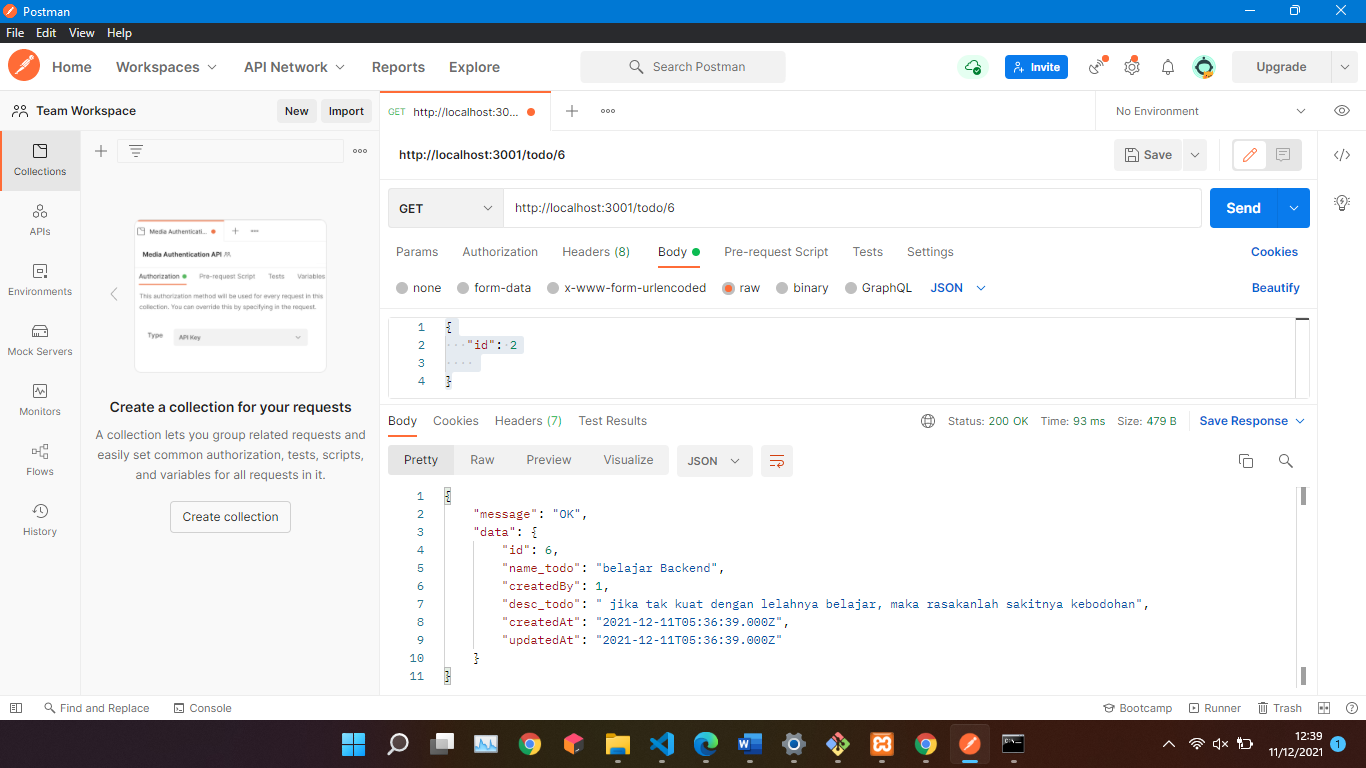 Postman
File Edit View Help
Home Workspaces API Network Reports Explore Search Postman Invite Upgrade
Team Workspace New Import GET http://localhost:30... No Environment
Collections
APIs
Environments
Mock Servers
Monitors
Flows
History
Media Authenticati...
Media Authentication API
Authorization Pre-request Script Tests Variables
This authorization method will be used for every request in this
collection. You can override this by specifying in the request.
Type API Key
Create a collection for your requests
A collection lets you group related requests and
easily set common authorization, tests, scripts,
and variables for all requests in it.
Create collection
http://localhost:3001/todo/6 Save
GET http://localhost:3001/todo/6 Send
Params Authorization Headers (8) Body Pre-request Script Tests Settings Cookies
none form-data x-www-form-urlencoded raw binary GraphQL JSON Beautify
1 {
2 "id": 2
3
4 }
Body Cookies Headers (7) Test Results Status: 200 OK Time: 93 ms Size: 479 B Save Response
Pretty Raw Preview Visualize JSON
1 {
2 "message": "OK",
3 "data": {
4 "id": 6,
5 "name_todo": "belajar Backend",
6 "createdBy": 1,
7 "desc_todo": " jika tak kuat dengan lelahnya belajar, maka rasakanlah sakitnya kebodohan",
8 "createdAt": "2021-12-11T05:36:39.000Z",
9 "updatedAt": "2021-12-11T05:36:39.000Z"
10 }
11 }
Find and Replace Console Bootcamp Runner Trash
12:39
11/12/2021 1